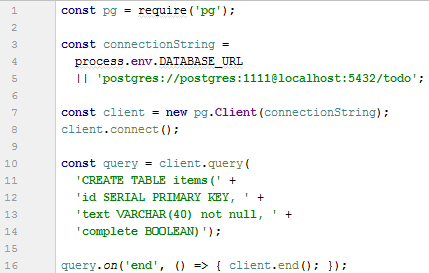 1 const pg = require('pg');
2
3 const connectionString =
4   process.env.DATABASE_URL
5   || 'postgres://postgres:1111@localhost:5432/todo';
6
7 const client = new pg.Client(connectionString);
8 client.connect();
9
10 const query = client.query(
11   'CREATE TABLE items(' +
12   'id SERIAL PRIMARY KEY, ' +
13   'text VARCHAR(40) not null, ' +
14   'complete BOOLEAN)');
15
16 query.on('end', () => { client.end(); });